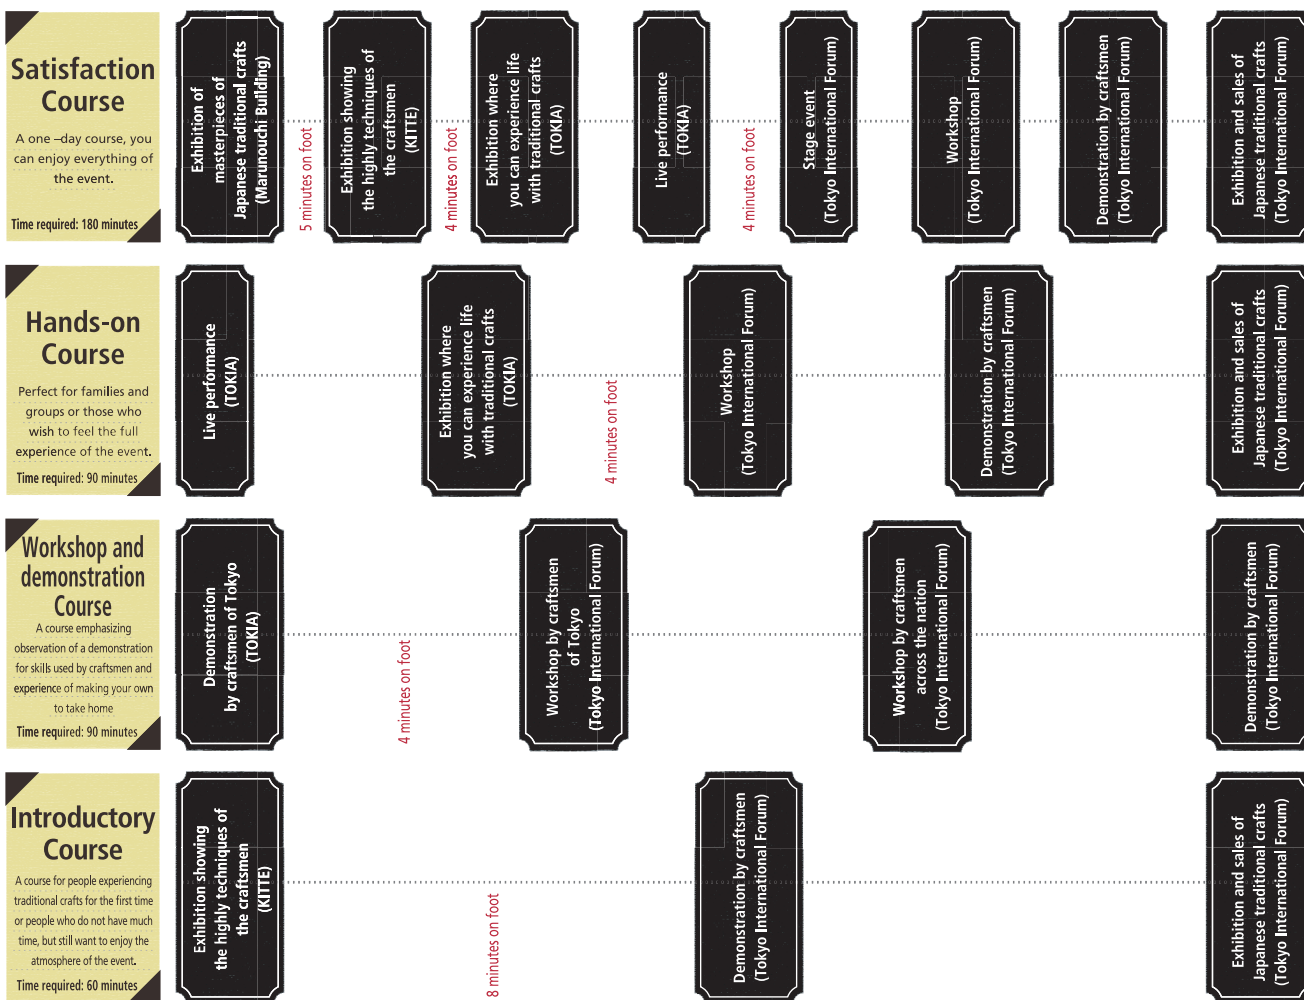 Satisfaction
Course
A one –day course, you
can enjoy everything of
the event.
Time required: 180 minutes
Exhibition of
masterpieces of
Japanese traditional crafts
(Marunouchi Building)
5 minutes on foot
Exhibition showing
the highly techniques of
the craftsmen
(KITTE)
4 minutes on foot
Exhibition where
you can experience life
with traditional crafts
(TOKIA)
Live performance
(TOKIA)
4 minutes on foot
Stage event
(Tokyo International Forum)
Workshop
(Tokyo International Forum)
Demonstration by craftsmen
(Tokyo International Forum)
Exhibition and sales of
Japanese traditional crafts
(Tokyo International Forum)
Hands-on
Course
Perfect for families and
groups or those who
wish to feel the full
experience of the event.
Time required: 90 minutes
Live performance
(TOKIA)
Exhibition where
you can experience life
with traditional crafts
(TOKIA)
4 minutes on foot
Workshop
(Tokyo International Forum)
Demonstration by craftsmen
(Tokyo International Forum)
Exhibition and sales of
Japanese traditional crafts
(Tokyo International Forum)
Workshop and
demonstration
Course
A course emphasizing
observation of a demonstration
for skills used by craftsmen and
experience of making your own
to take home
Time required: 90 minutes
Demonstration
by craftsmen of Tokyo
(TOKIA)
4 minutes on foot
Workshop by craftsmen
of Tokyo
(Tokyo International Forum)
Workshop by craftsmen
across the nation
(Tokyo International Forum)
Demonstration by craftsmen
(Tokyo International Forum)
Introductory
Course
A course for people experiencing
traditional crafts for the first time
or people who do not have much
time, but still want to enjoy the
atmosphere of the event.
Time required: 60 minutes
Exhibition showing
the highly techniques of
the craftsmen
(KITTE)
8 minutes on foot
Demonstration by craftsmen
(Tokyo International Forum)
Exhibition and sales of
Japanese traditional crafts
(Tokyo International Forum)